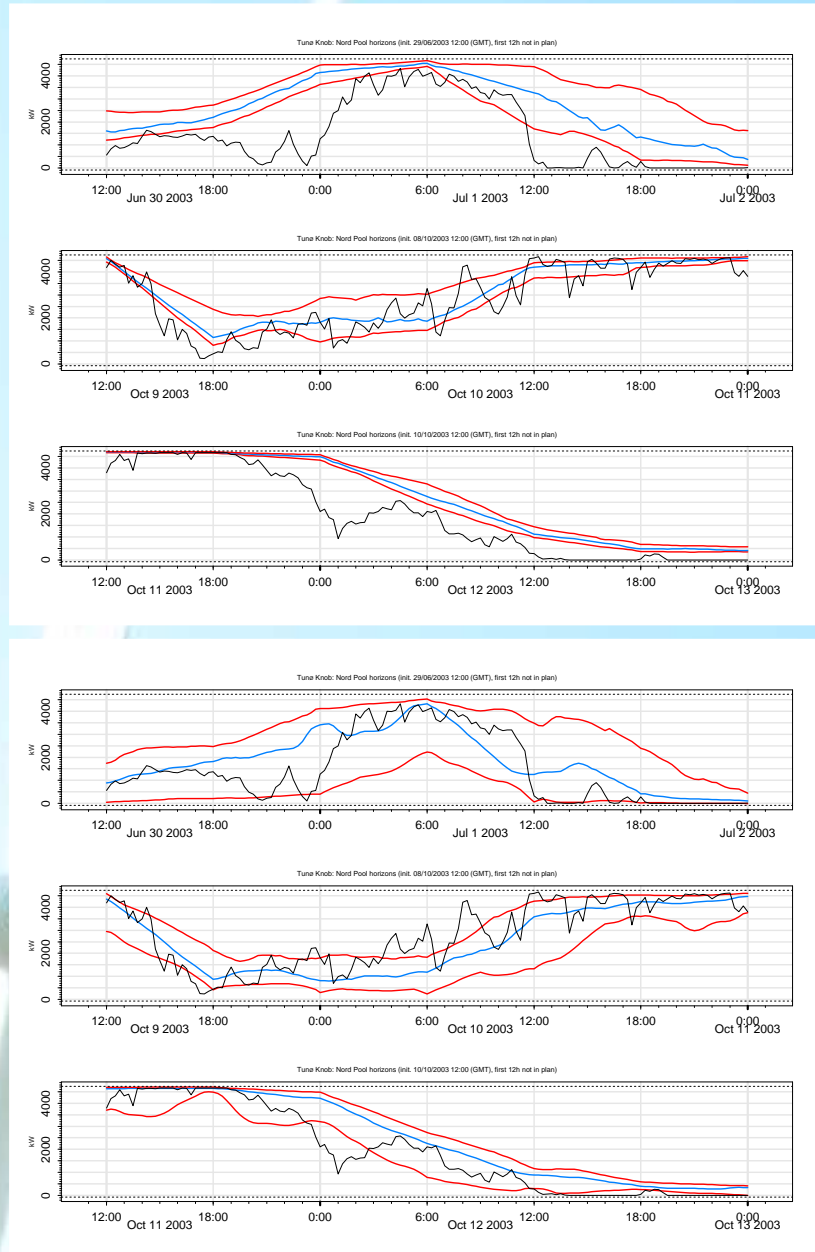 Tunø Knob: Nord Pool horizons (init. 29/06/2003 12:00 (GMT), first 12h not in plan)
kW
0 2000 4000
12:00 18:00 0:00 6:00 12:00 18:00 0:00
Jun 30 2003 Jul 1 2003 Jul 2 2003
Tunø Knob: Nord Pool horizons (init. 08/10/2003 12:00 (GMT), first 12h not in plan)
kW
0 2000 4000
12:00 18:00 0:00 6:00 12:00 18:00 0:00
Oct 9 2003 Oct 10 2003 Oct 11 2003
Tunø Knob: Nord Pool horizons (init. 10/10/2003 12:00 (GMT), first 12h not in plan)
kW
0 2000 4000
12:00 18:00 0:00 6:00 12:00 18:00 0:00
Oct 11 2003 Oct 12 2003 Oct 13 2003
Tunø Knob: Nord Pool horizons (init. 29/06/2003 12:00 (GMT), first 12h not in plan)
kW
0 2000 4000
12:00 18:00 0:00 6:00 12:00 18:00 0:00
Jun 30 2003 Jul 1 2003 Jul 2 2003
Tunø Knob: Nord Pool horizons (init. 08/10/2003 12:00 (GMT), first 12h not in plan)
kW
0 2000 4000
12:00 18:00 0:00 6:00 12:00 18:00 0:00
Oct 9 2003 Oct 10 2003 Oct 11 2003
Tunø Knob: Nord Pool horizons (init. 10/10/2003 12:00 (GMT), first 12h not in plan)
kW
0 2000 4000
12:00 18:00 0:00 6:00 12:00 18:00 0:00
Oct 11 2003 Oct 12 2003 Oct 13 2003